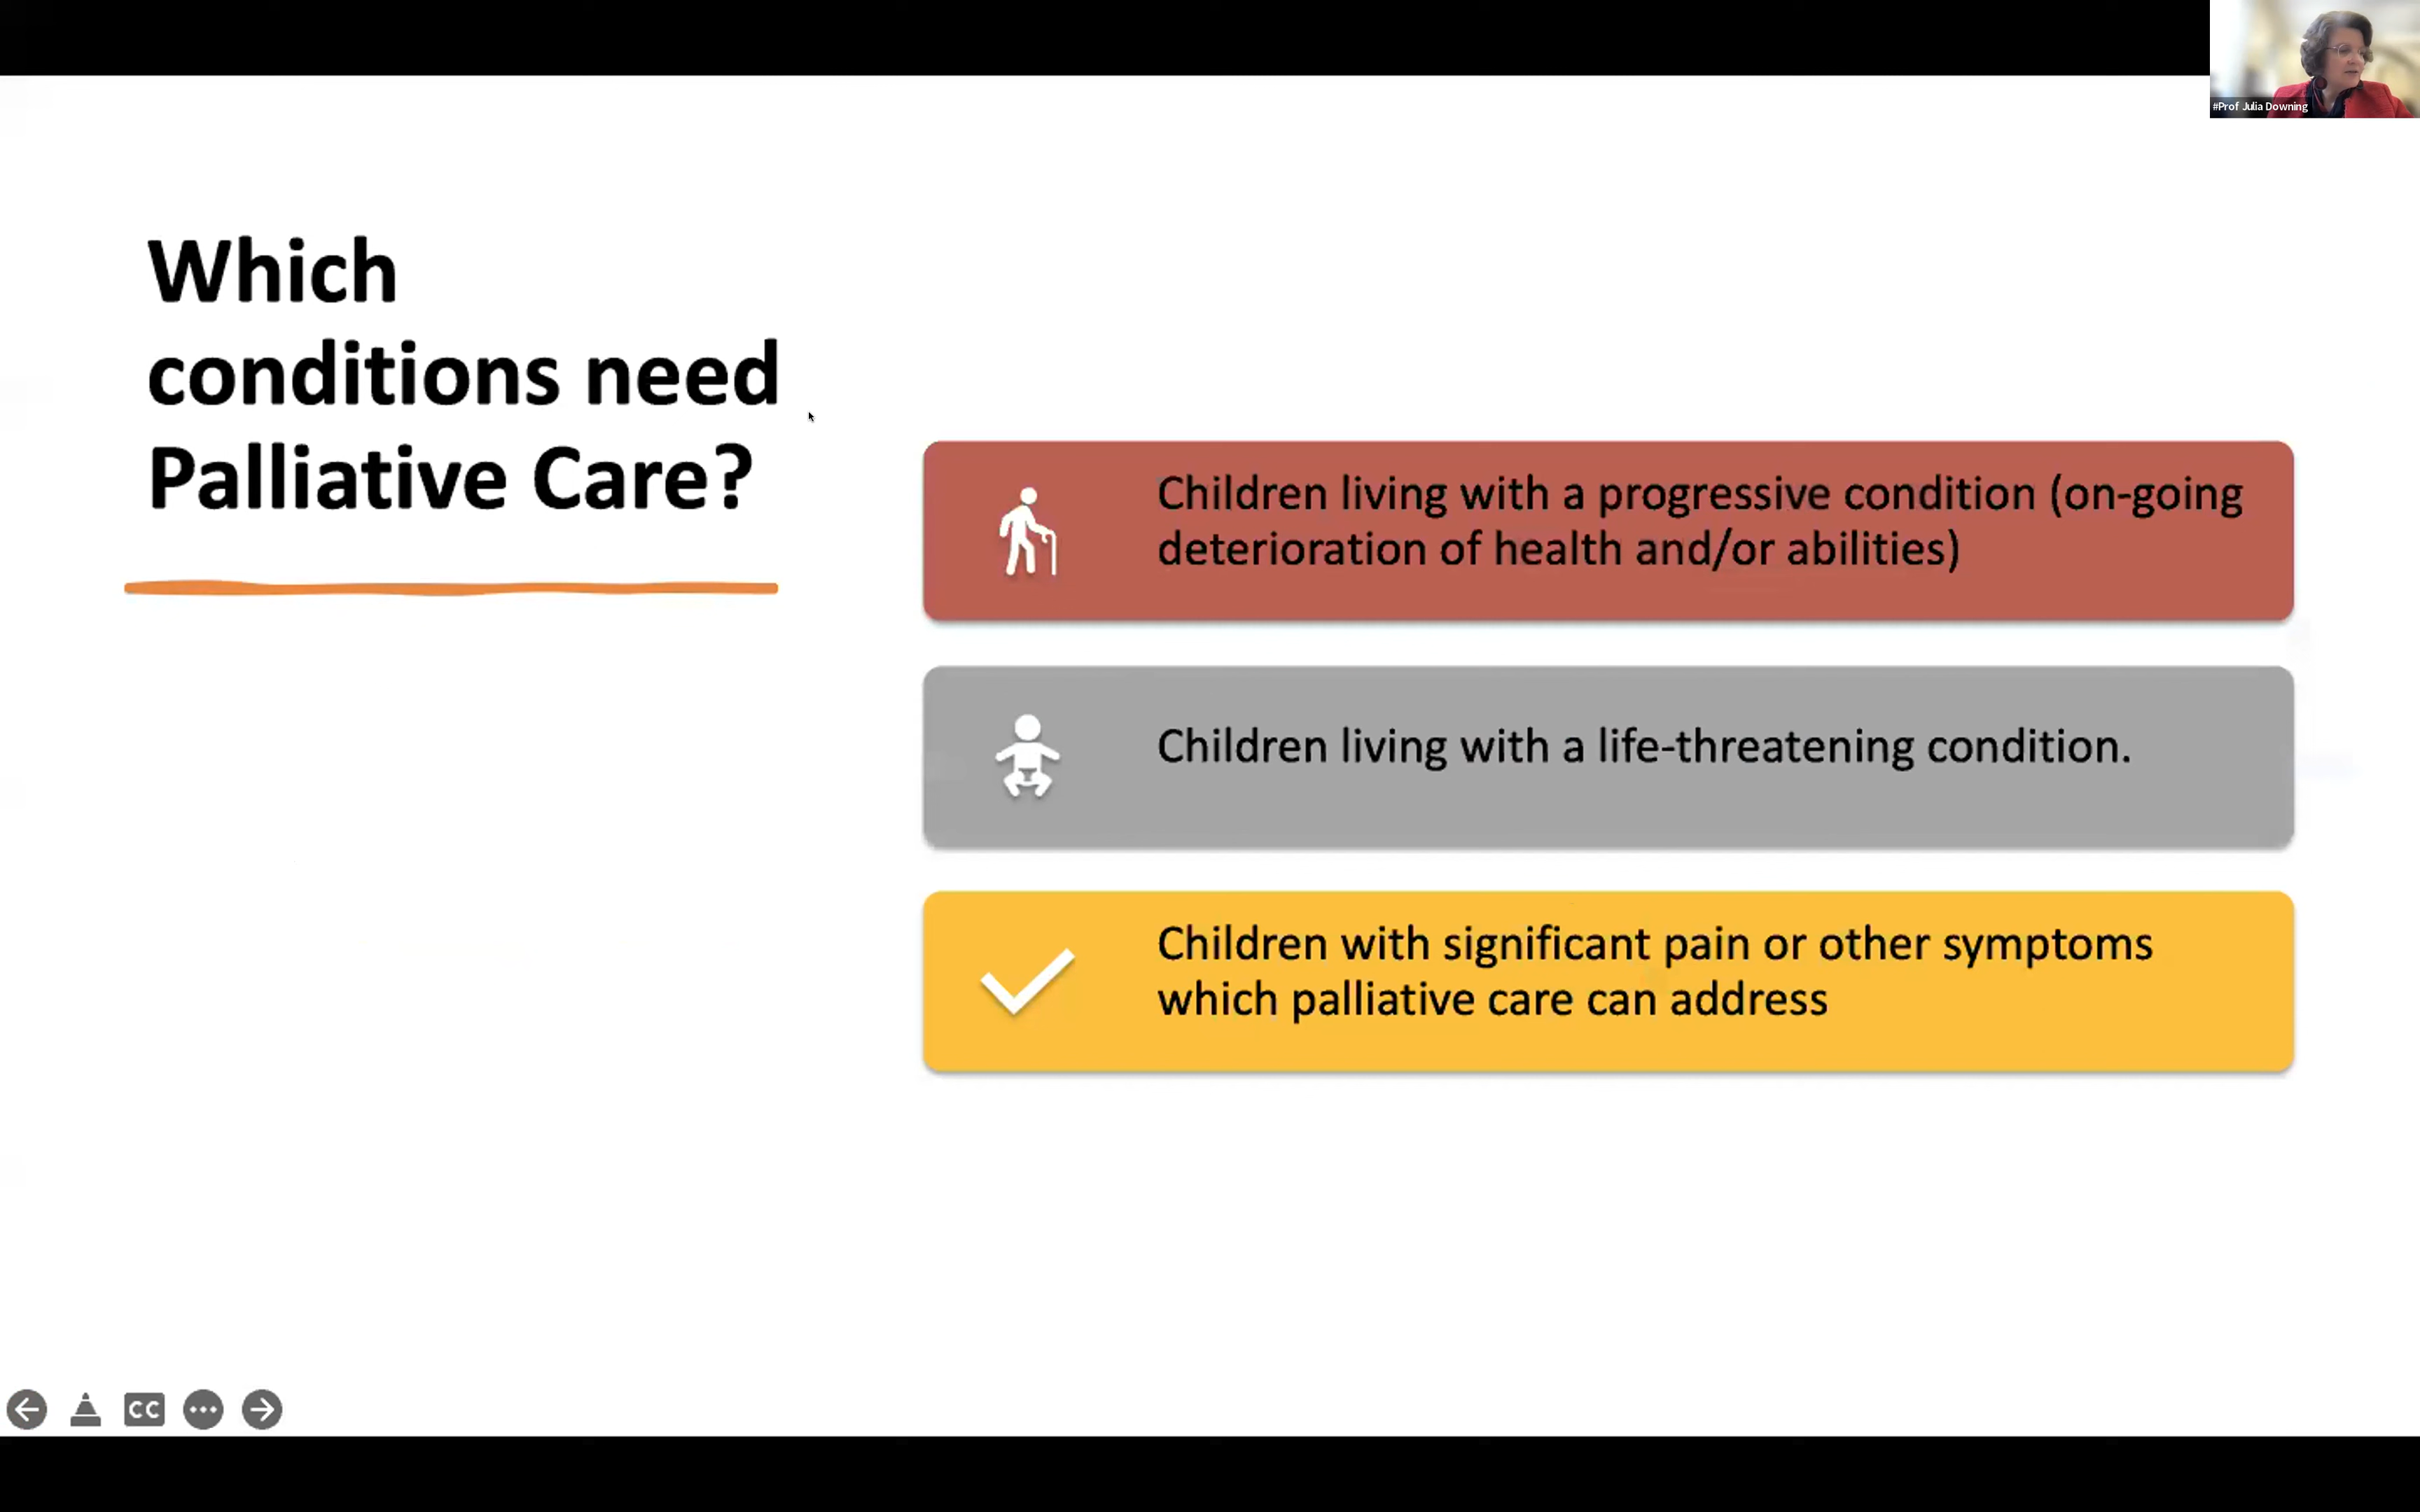 #Prof Julia Downing
Which
conditions need
Palliative Care?
Children living with a progressive condition (on-going
deterioration of health and/or abilities)
Children living with a life-threatening condition.
Children with significant pain or other symptoms
which palliative care can address
CC